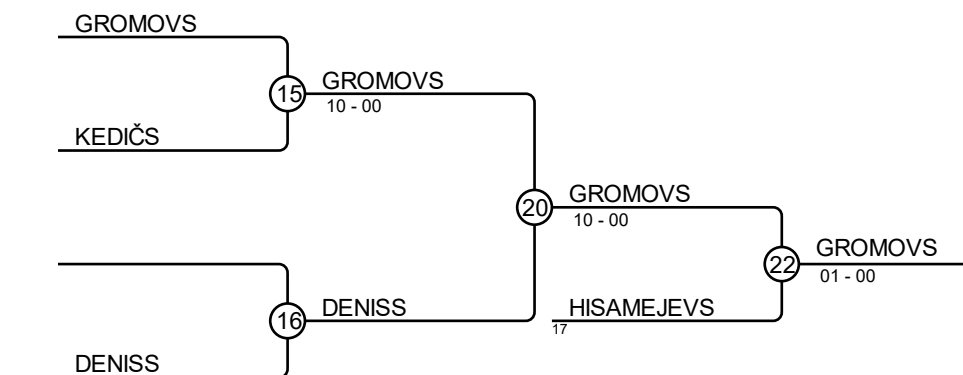 GROMOVS
15
GROMOVS
10 - 00
KEDIČS
20
GROMOVS
10 - 00
22
GROMOVS
01 - 00
16
DENISS
HISAMEJEVS
17
DENISS